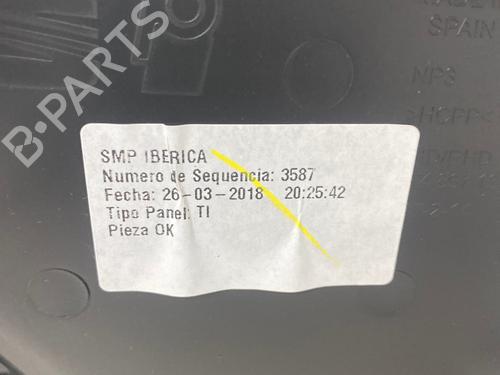 SPAIN
NP3
SMP IBERICA
Numero de Sequencia: 3587
Fecha: 26-03-2018 20:25:42
Tipo Panel: TI
Pieza OK